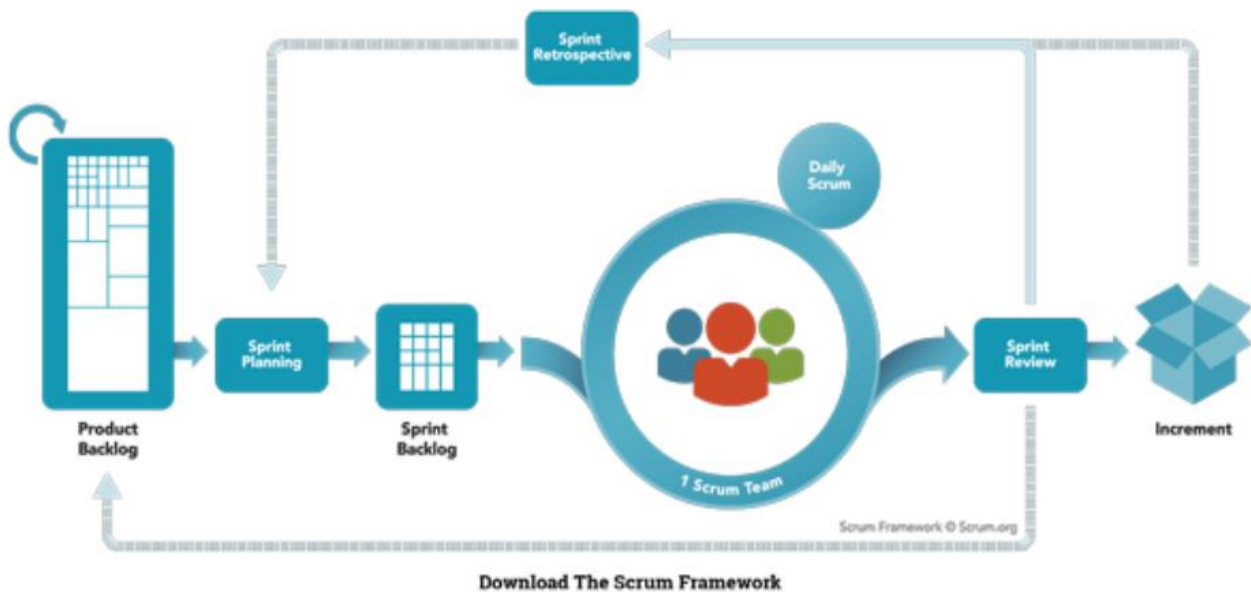 Sprint
Retrospective
Daily
Scrum
Sprint
Planning
Sprint
Review
Product
Backlog
Sprint
Backlog
Increment
1 Scrum Team
Scrum Framework © Scrum.org
Download The Scrum Framework